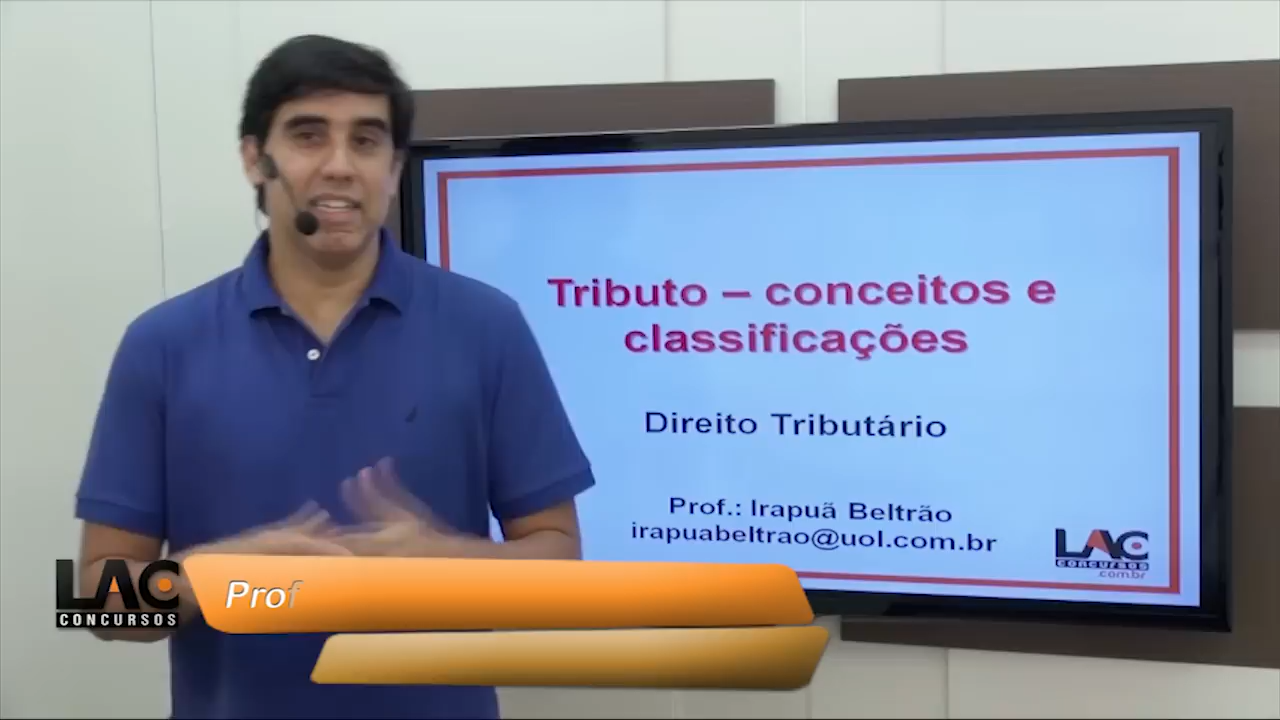 Tributo – conceitos e
classificações
Direito Tributário
Prof.: Irapuã Beltrão
irapuabeltrao@uol.com.br
LAC
CONCURSOS
com.br
Prof
LAC
CONCURSOS